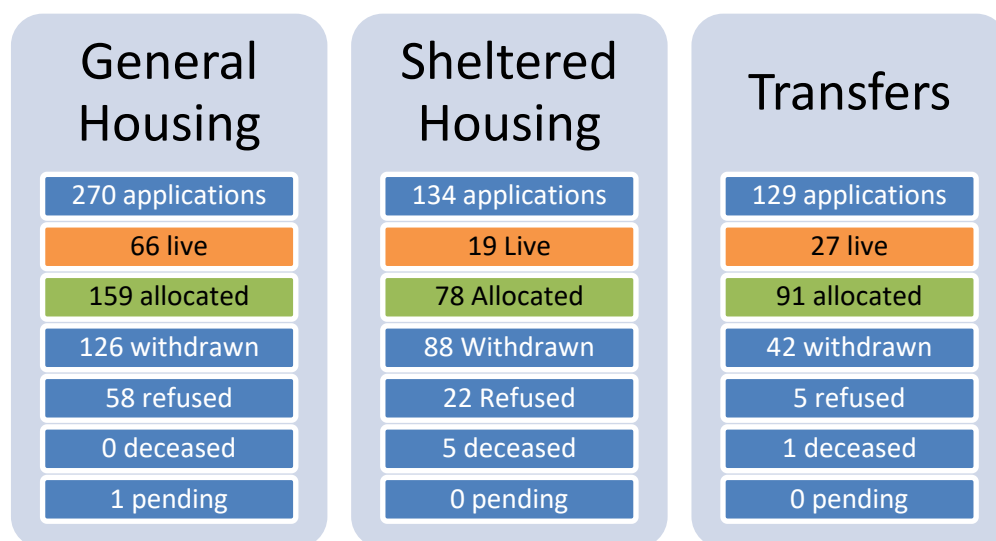 General
Housing
270 applications
66 live
159 allocated
126 withdrawn
58 refused
0 deceased
1 pending
Sheltered
Housing
134 applications
19 Live
78 Allocated
88 Withdrawn
22 Refused
5 deceased
0 pending
Transfers
129 applications
27 live
91 allocated
42 withdrawn
5 refused
1 deceased
0 pending